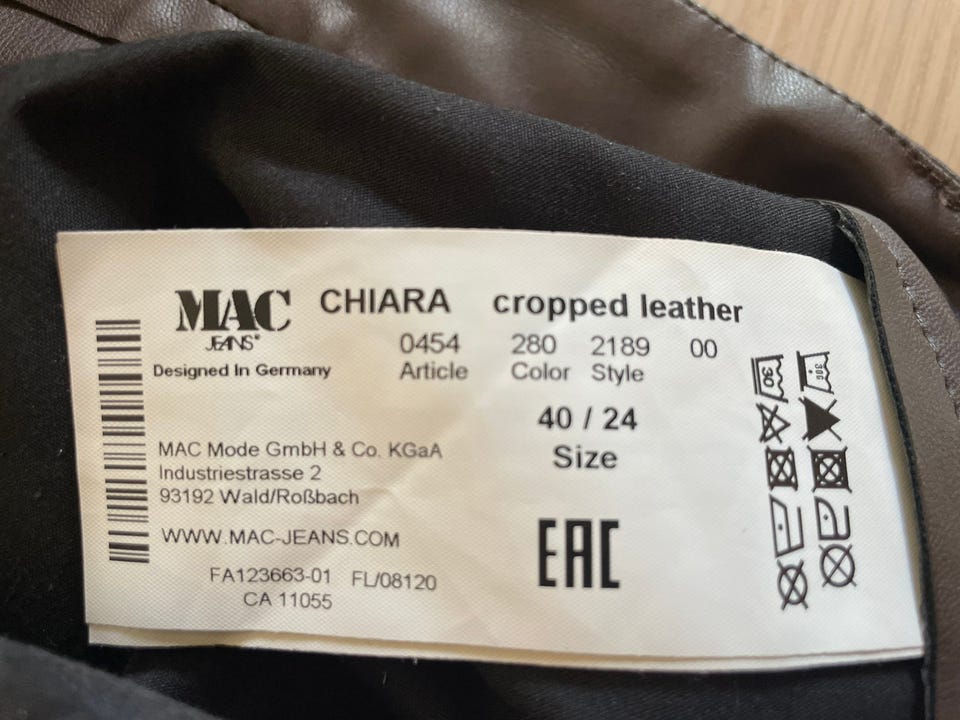 MAC CHIARA cropped leather
JEANS®
0454 280 2189 00
Designed In Germany Article Color Style
40 / 24
Size
MAC Mode GmbH & Co. KGaA
Industriestrasse 2
93192 Wald/Roßbach
WWW.MAC-JEANS.COM
EAC
FA123663-01 FL/08120
CA 11055
30
30G